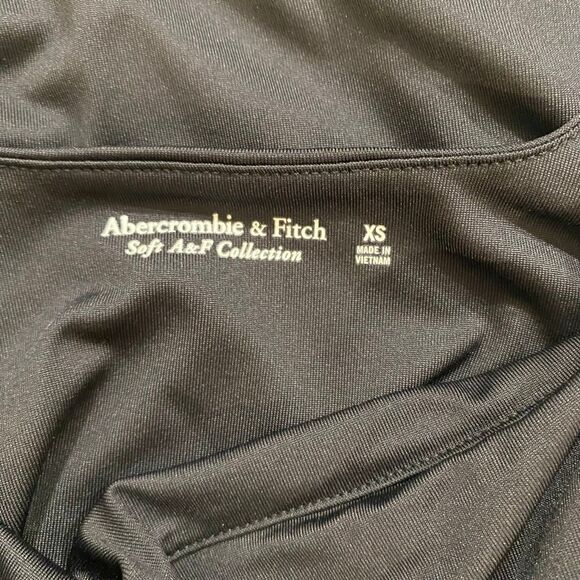 Abercrombie & Fitch
Soft A&F Collection
XS
MADE IN
VIETNAM